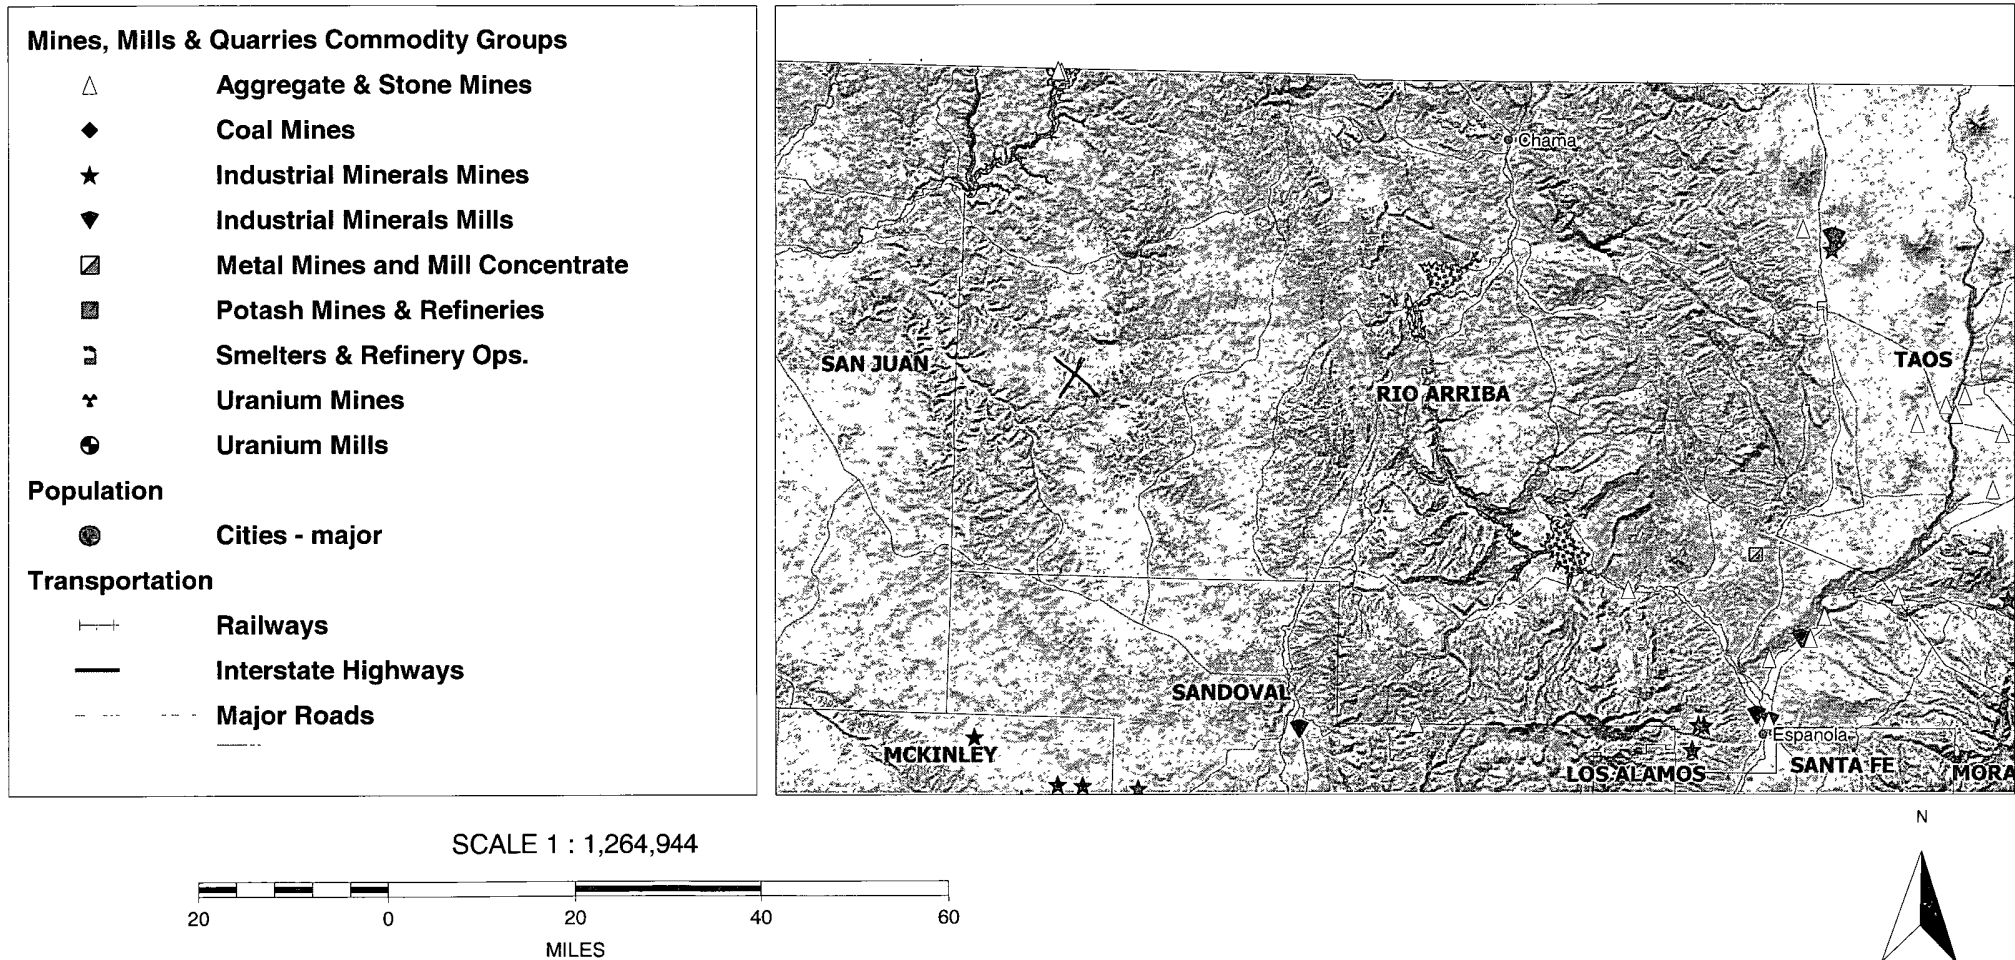 Mines, Mills & Quarries Commodity Groups
Aggregate & Stone Mines
Coal Mines
Industrial Minerals Mines
Industrial Minerals Mills
Metal Mines and Mill Concentrate
Potash Mines & Refineries
Smelters & Refinery Ops.
Uranium Mines
Uranium Mills
Population
Cities - major
Transportation
Railways
Interstate Highways
Major Roads
Chama
SAN JUAN
TAOS
RIO ARRIBA
SANDOVAL
MCKINLEY
Espanola
LOS ALAMOS
SANTA FE
MORA
SCALE 1 : 1,264,944
20 0 20 40 60
MILES
N